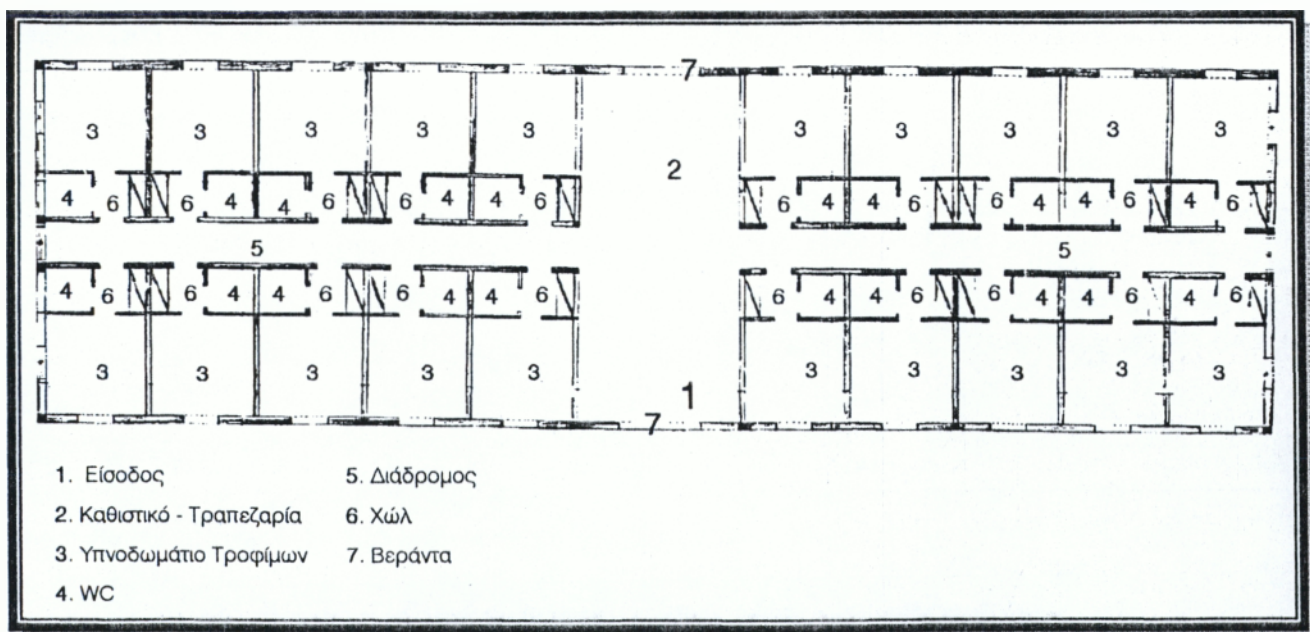 7
3 3 3 3 3 3 3 3 3 3
2
4 6 6 4 4 6 6 4 4 6 6 4 4 6 6 4 4 6 4 6
5 5
4 6 6 4 4 6 6 4 4 6 6 4 4 6 6 4 4 6 4 6
3 3 3 3 3 3 3 3 3 3
1
7
1. Είσοδος
2. Καθιστικό - Τραπεζαρία
3. Υπνοδωμάτιο Τροφίμων
4. WC
5. Διάδρομος
6. Χώλ
7. Βεράντα